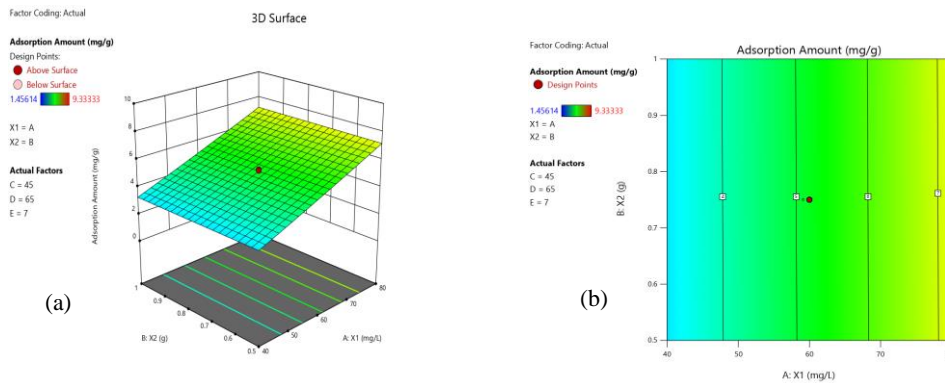 Factor Coding: Actual
3D Surface
Adsorption Amount (mg/g)
Design Points:
Above Surface
Below Surface
1.45614 9.33333
X1 = A
X2 = B
Actual Factors
C = 45
D = 65
E = 7
Adsorption Amount (mg/g)
10
8
6
4
2
0
1
0.9
0.8
0.7
0.6
0.5
B: X2 (g)
40
50
60
70
80
A: X1 (mg/L)
(a)
Factor Coding: Actual
Adsorption Amount (mg/g)
Adsorption Amount (mg/g)
Design Points
1.45614 9.33333
X1 = A
X2 = B
Actual Factors
C = 45
D = 65
E = 7
B: X2 (g)
1
0.9
0.8
0.7
0.6
0.5
40 50 60 70
A: X1 (mg/L)
(b)